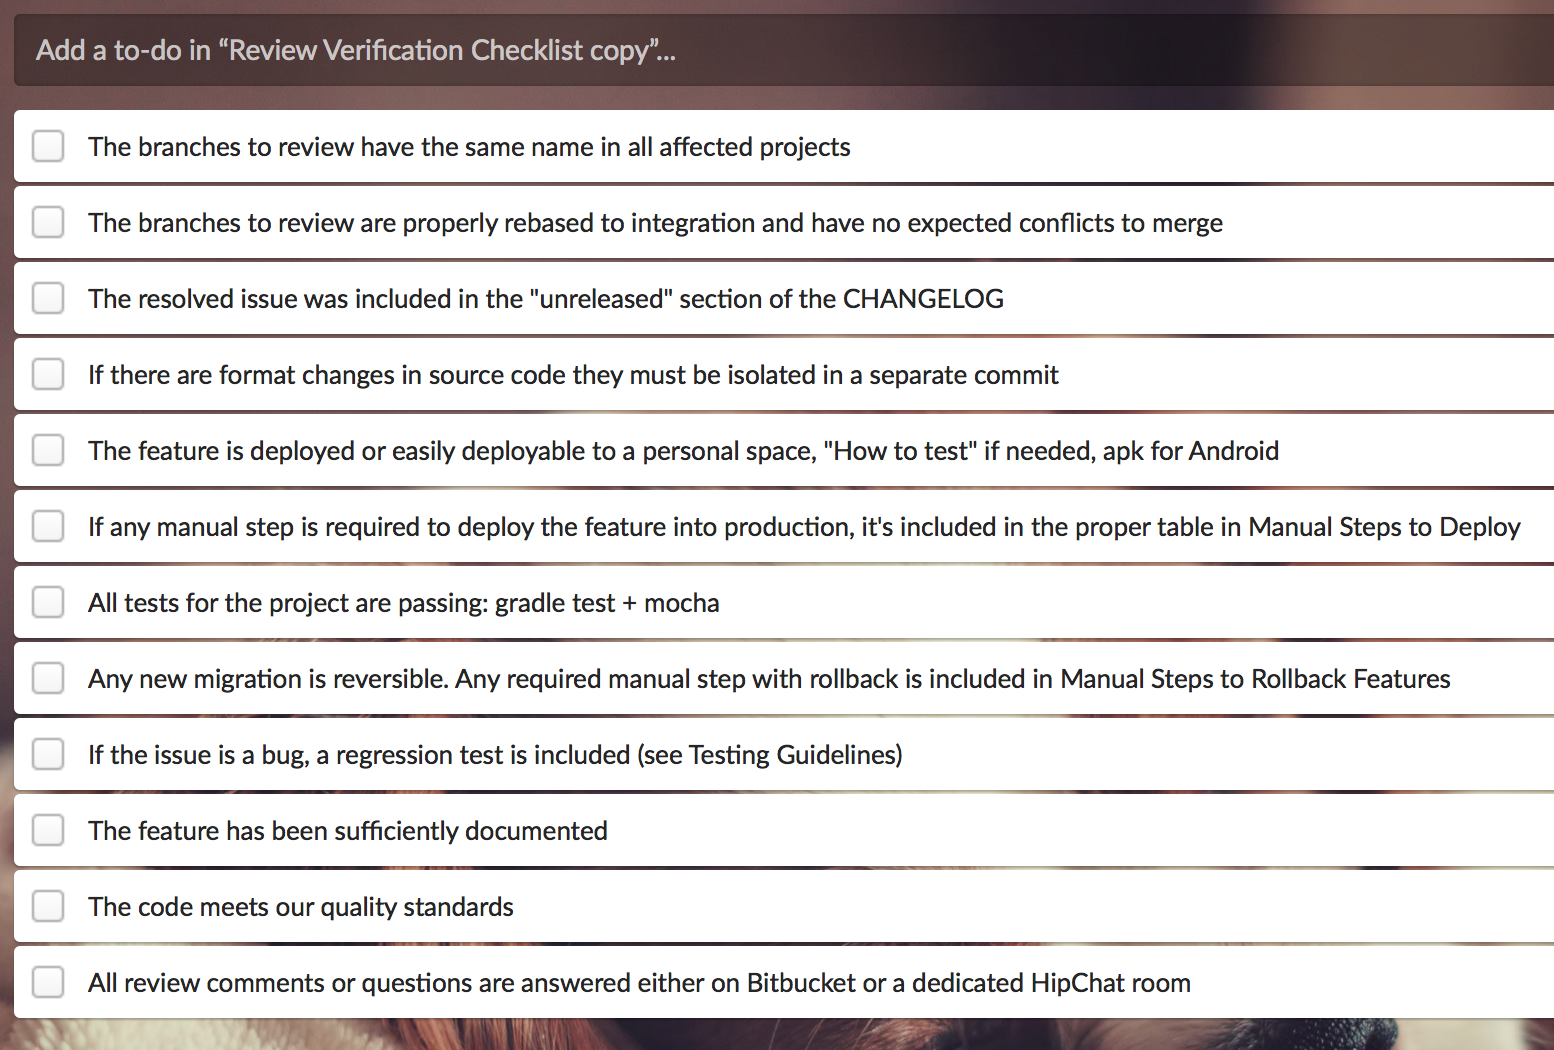 Add a to-do in “Review Verification Checklist copy”...
The branches to review have the same name in all affected projects
The branches to review are properly rebased to integration and have no expected conflicts to merge
The resolved issue was included in the "unreleased" section of the CHANGELOG
If there are format changes in source code they must be isolated in a separate commit
The feature is deployed or easily deployable to a personal space, "How to test" if needed, apk for Android
If any manual step is required to deploy the feature into production, it's included in the proper table in Manual Steps to Deploy
All tests for the project are passing: gradle test + mocha
Any new migration is reversible. Any required manual step with rollback is included in Manual Steps to Rollback Features
If the issue is a bug, a regression test is included (see Testing Guidelines)
The feature has been sufficiently documented
The code meets our quality standards
All review comments or questions are answered either on Bitbucket or a dedicated HipChat room